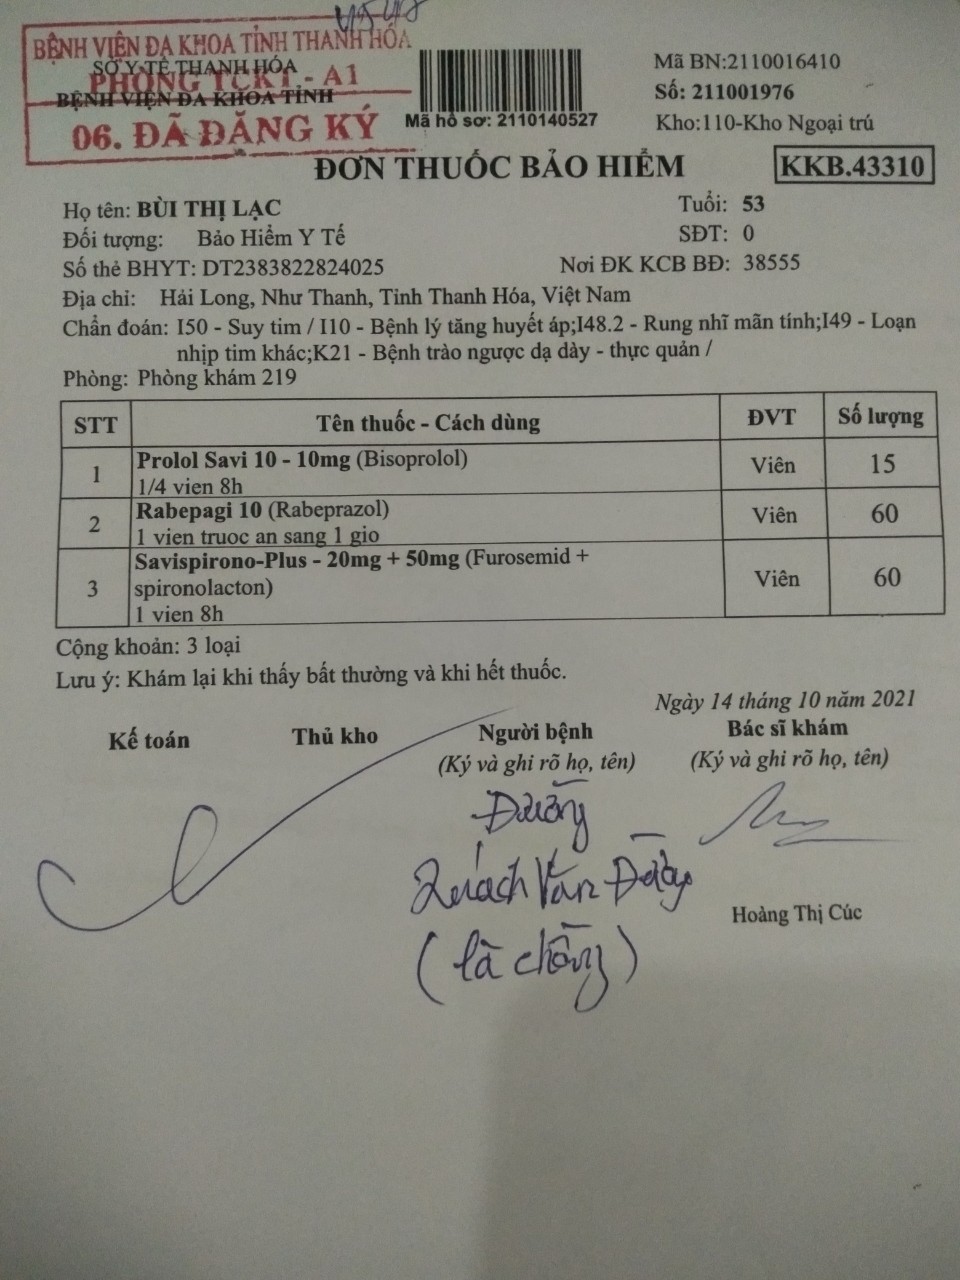 BỆNH VIỆN ĐA KHOA TỈNH THANH HÓA
SỞ Y TẾ THANH HÓA
PHÒNG TCKT - A1
BỆNH VIỆN ĐA KHOA TỈNH
06. ĐÃ ĐĂNG KÝ
Mã hồ sơ: 2110140527
Mã BN:2110016410
Số: 211001976
Kho:110-Kho Ngoại trú
ĐƠN THUỐC BẢO HIỂM
KKB.43310
Họ tên: BÙI THỊ LẠC
Tuổi: 53
Đối tượng: Bảo Hiểm Y Tế
SĐT: 0
Số thẻ BHYT: DT2383822824025
Nơi ĐK KCB BĐ: 38555
Địa chỉ: Hải Long, Như Thanh, Tỉnh Thanh Hóa, Việt Nam
Chẩn đoán: I50 - Suy tim / I10 - Bệnh lý tăng huyết áp;I48.2 - Rung nhĩ mãn tính;I49 - Loạn
nhịp tim khác;K21 - Bệnh trào ngược dạ dày - thực quản /
Phòng: Phòng khám 219
STT Tên thuốc - Cách dùng ĐVT Số lượng
1 Prolol Savi 10 - 10mg (Bisoprolol) Viên 15
1/4 vien 8h
2 Rabepagi 10 (Rabeprazol) Viên 60
1 vien truoc an sang 1 gio
3 Savispirono-Plus - 20mg + 50mg (Furosemid + Viên 60
spironolacton)
1 vien 8h
Cộng khoản: 3 loại
Lưu ý: Khám lại khi thấy bất thường và khi hết thuốc.
Ngày 14 tháng 10 năm 2021
Kế toán Thủ kho Người bệnh Bác sĩ khám
(Ký và ghi rõ họ, tên) (Ký và ghi rõ họ, tên)
Quách Văn
Hoàng Thị Cúc
(là chồng)